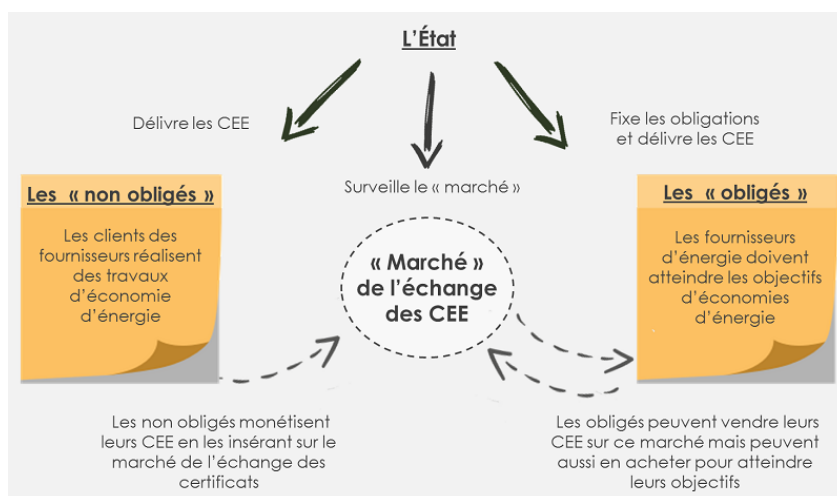 L'État
Délivre les CEE
Fixe les obligations
et délivre les CEE
Surveille le « marché »
Les « non obligés »
Les clients des
fournisseurs réalisent
des travaux
d'économie
d'énergie
« Marché »
de l'échange
des CEE
Les « obligés »
Les fournisseurs
d'énergie doivent
atteindre les objectifs
d'économies
d'énergie
Les non obligés monétisent
leurs CEE en les insérant sur le
marché de l'échange des
certificats
Les obligés peuvent vendre leurs
CEE sur ce marché mais peuvent
aussi en acheter pour atteindre
leurs objectifs